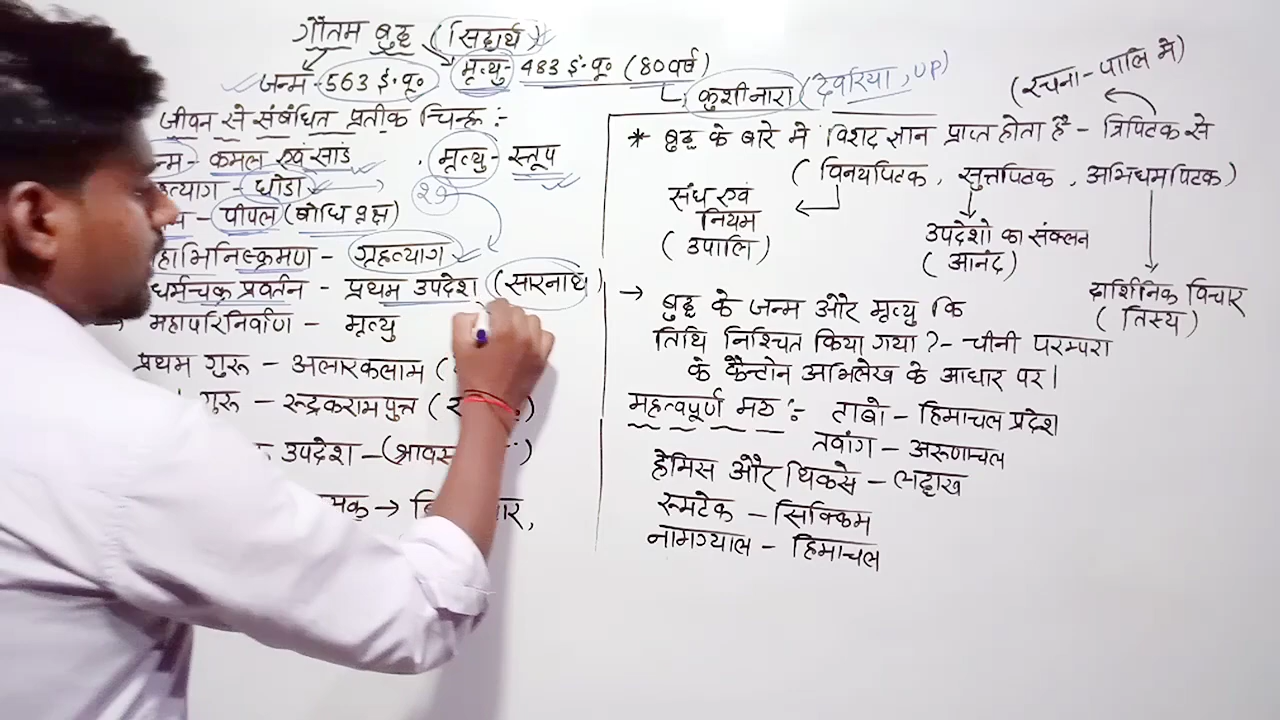 गौतम बुद्ध (सिद्धार्थ)
जन्म - 563 ई.पू. मृत्यु - 483 ई.पू. (80 वर्ष)
कुशीनारा (देवरिया, UP)
जीवन से संबंधित प्रतीक चिन्ह :-
कमल एवं सांड मृत्यु - स्तूप
घोडा 29
पीपल (बोधि वृक्ष)
गृहत्याग
धर्मचक्र प्रवर्तन - प्रथम उपदेश (सारनाथ)
महापरिनिर्वाण - मृत्यु
प्रथम गुरू - अलारकलाम (
गुरू - रूद्रकरामपुत्त (
उपदेश - (
(रचना - पालि मे)
* बुद्ध के बारे मे विशद ज्ञान प्राप्त होता है - त्रिपिटक से
(विनयपिटक, सुत्तपिटक, अभिधम्मपिटक)
संघ एवं
नियम
(उपालि)
उपदेशो का संकलन
(आनंद)
दार्शिनिक विचार
(तिस्य)
→ बुद्ध के जन्म और मृत्यु कि
तिथि निश्चित किया गया ? - चीनी परम्परा
के कैन्टोन अभिलेख के आधार पर।
महत्वपूर्ण मठ :- ताबो - हिमाचल प्रदेश
तवांग - अरूणाचल
हेमिस और थिकसे - लद्दाख
रूमटेक - सिक्किम
नामग्याल - हिमाचल